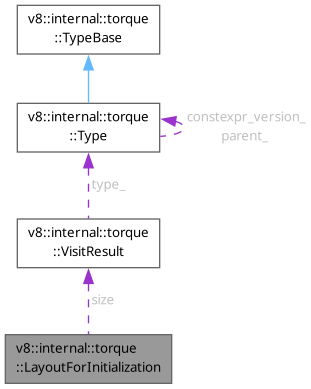 v8::internal::torque
::TypeBase
v8::internal::torque
::Type
constexpr_version_
parent_
type_
v8::internal::torque
::VisitResult
size
v8::internal::torque
::LayoutForInitialization